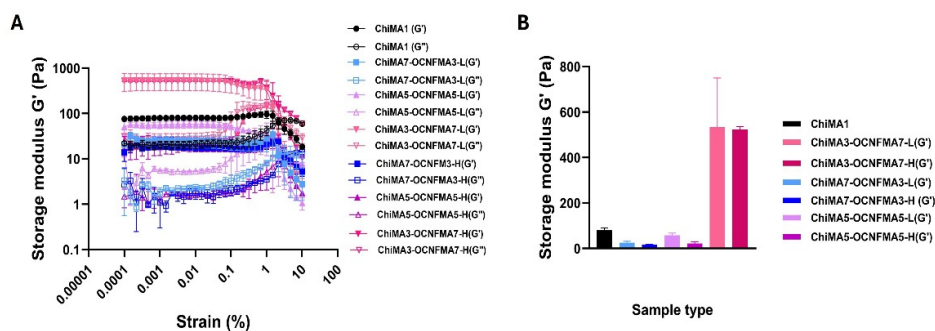 A
Storage modulus G' (Pa)
1000
100
10
1
0.1
0.00001
0.0001
0.001
0.01
0.1
1
10
100
Strain (%)
ChiMA1 (G')
ChiMA1 (G")
ChiMA7-OCNFMA3-L(G')
ChiMA7-OCNFMA3-L(G")
ChiMA5-OCNFMA5-L(G')
ChiMA5-OCNFMA5-L(G")
ChiMA3-OCNFMA7-L(G')
ChiMA3-OCNFMA7-L(G")
ChiMA7-OCNFM3-H(G')
ChiMA7-OCNFMA3-H(G")
ChiMA5-OCNFMA5-H(G')
ChiMA5-OCNFMA5-H(G")
ChiMA3-OCNFMA7-H(G')
ChiMA3-OCNFMA7-H(G")
B
Storage modulus G' (Pa)
800
600
400
200
0
Sample type
ChiMA1
ChiMA3-OCNFMA7-L(G')
ChiMA3-OCNFMA7-H(G')
ChiMA7-OCNFMA3-L(G')
ChiMA7-OCNFMA3-H (G')
ChiMA5-OCNFMA5-L(G')
ChiMA5-OCNFMA5-H(G')